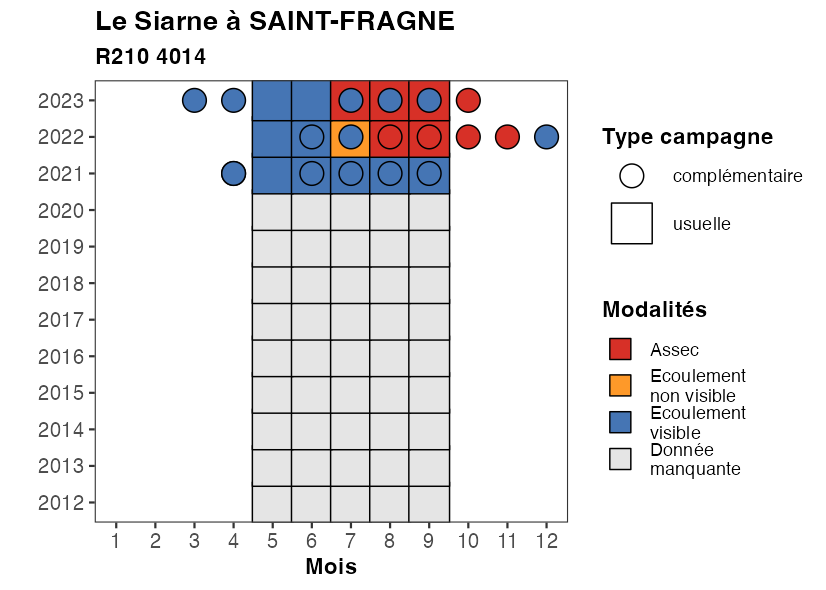 Le Siarne à SAINT-FRAGNE
R210 4014
2023
2022
2021
2020
2019
2018
2017
2016
2015
2014
2013
2012
1 2 3 4 5 6 7 8 9 10 11 12
Mois
Type campagne
complémentaire
usuelle
Modalités
Assec
Ecoulement
non visible
Ecoulement
visible
Donnée
manquante